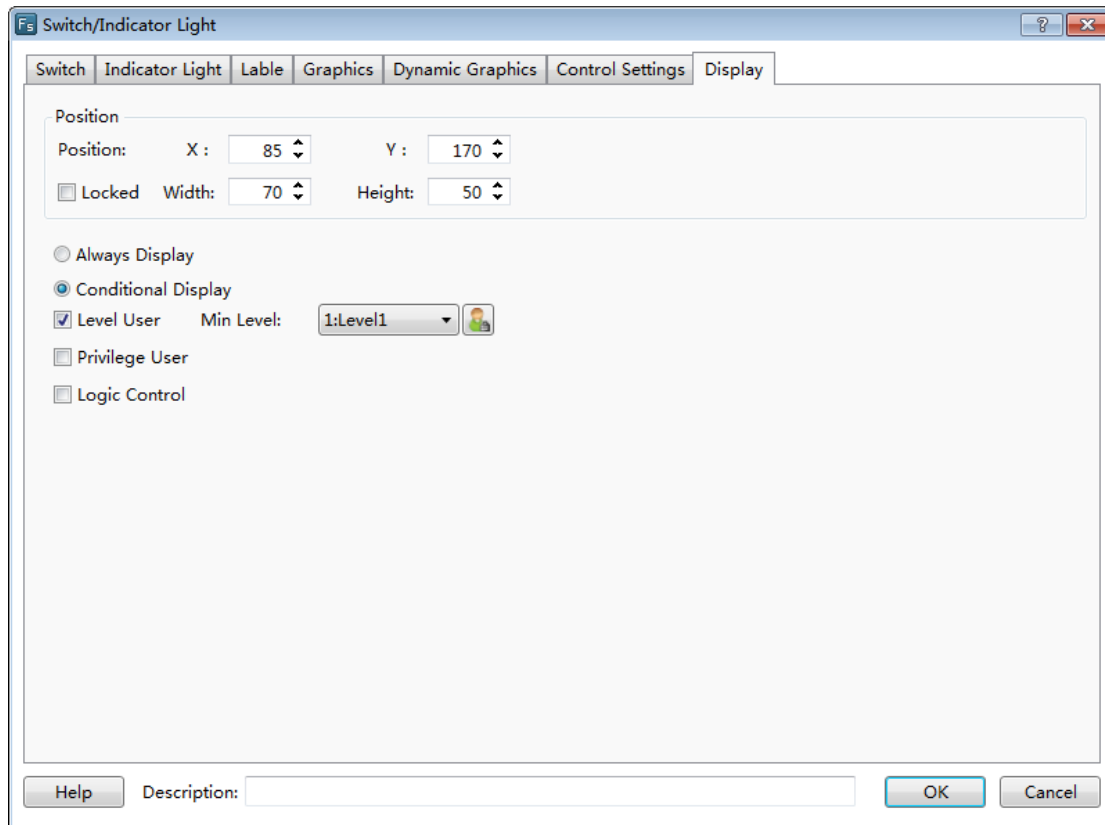 Fs Switch/Indicator Light ?
Switch Indicator Light Lable Graphics Dynamic Graphics Control Settings Display
Position
Position: X : 85 Y : 170
Locked Width: 70 Height: 50
Always Display
Conditional Display
Level User Min Level: 1:Level1
Privilege User
Logic Control
Help Description: OK Cancel